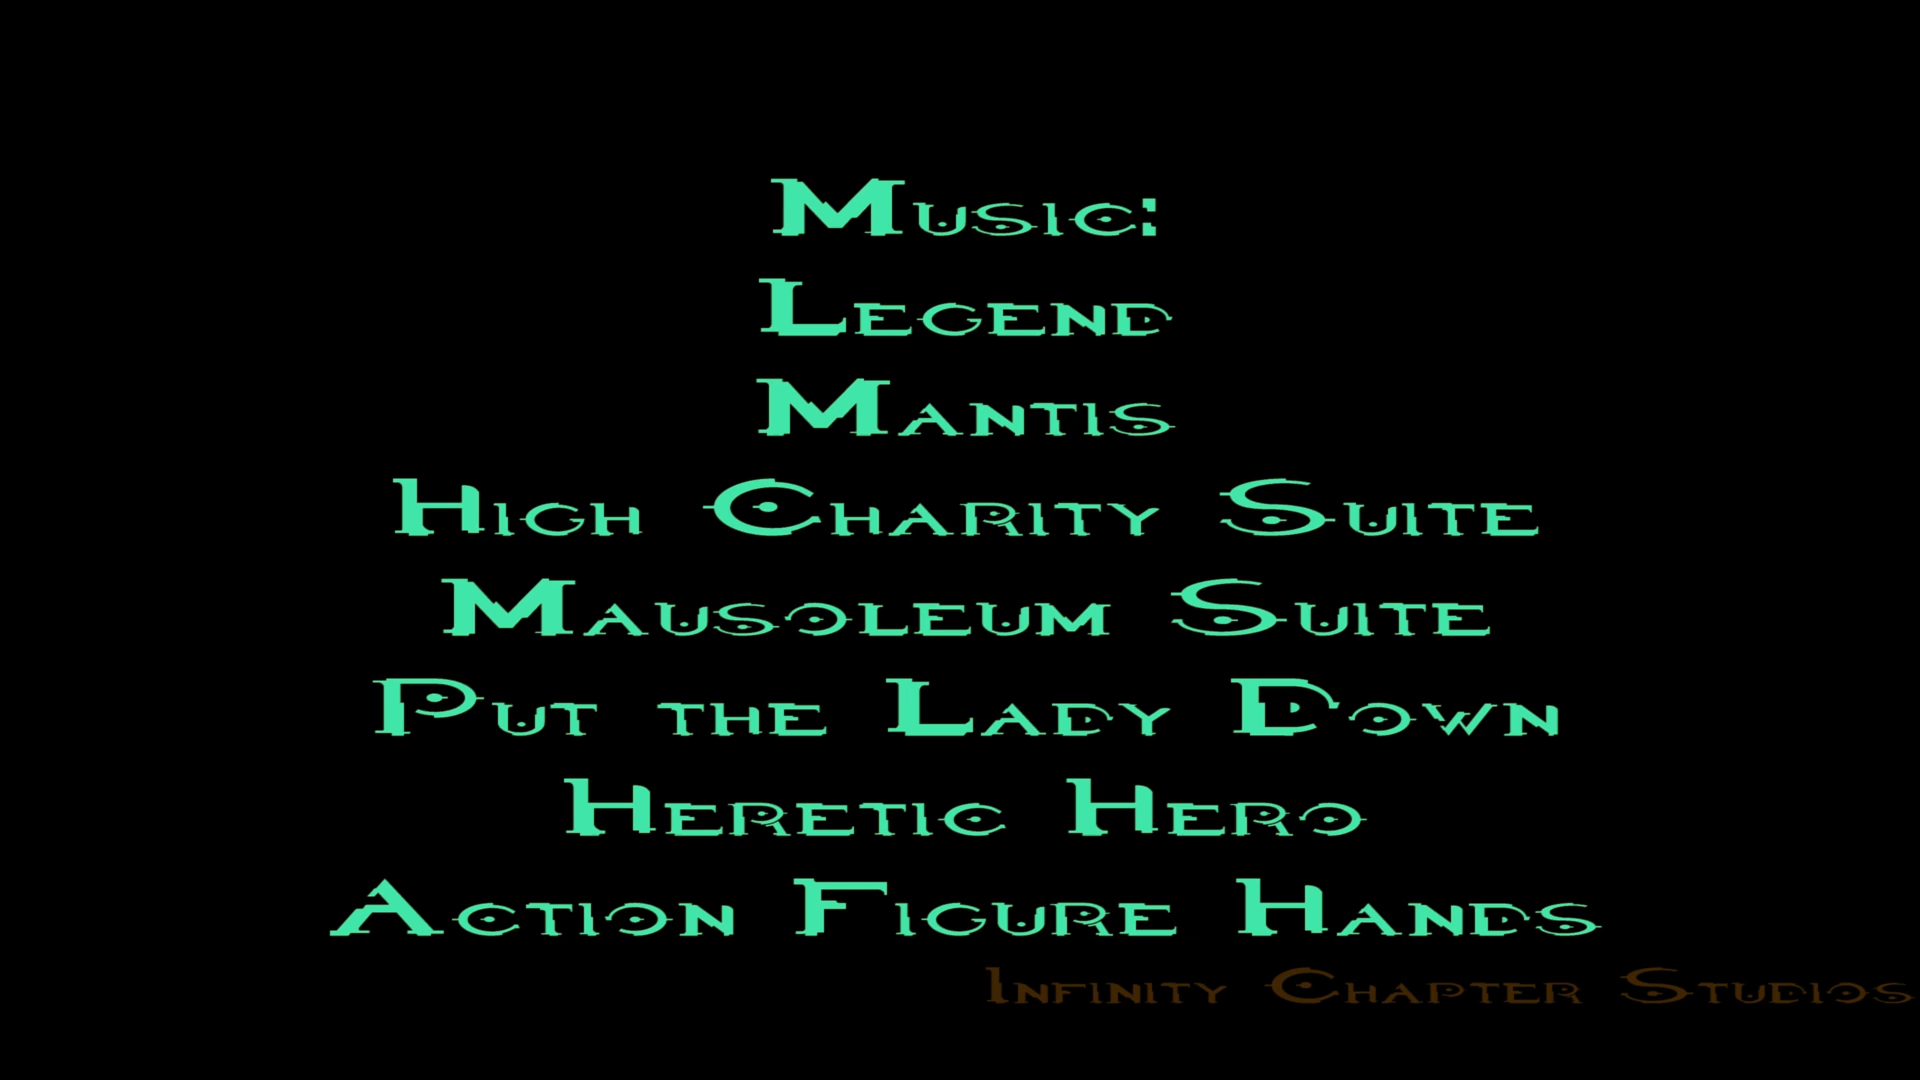 Music:
Legend
Mantis
High Charity Suite
Mausoleum Suite
Put the Lady Down
Heretic Hero
Action Figure Hands
Infinity Chapter Studios